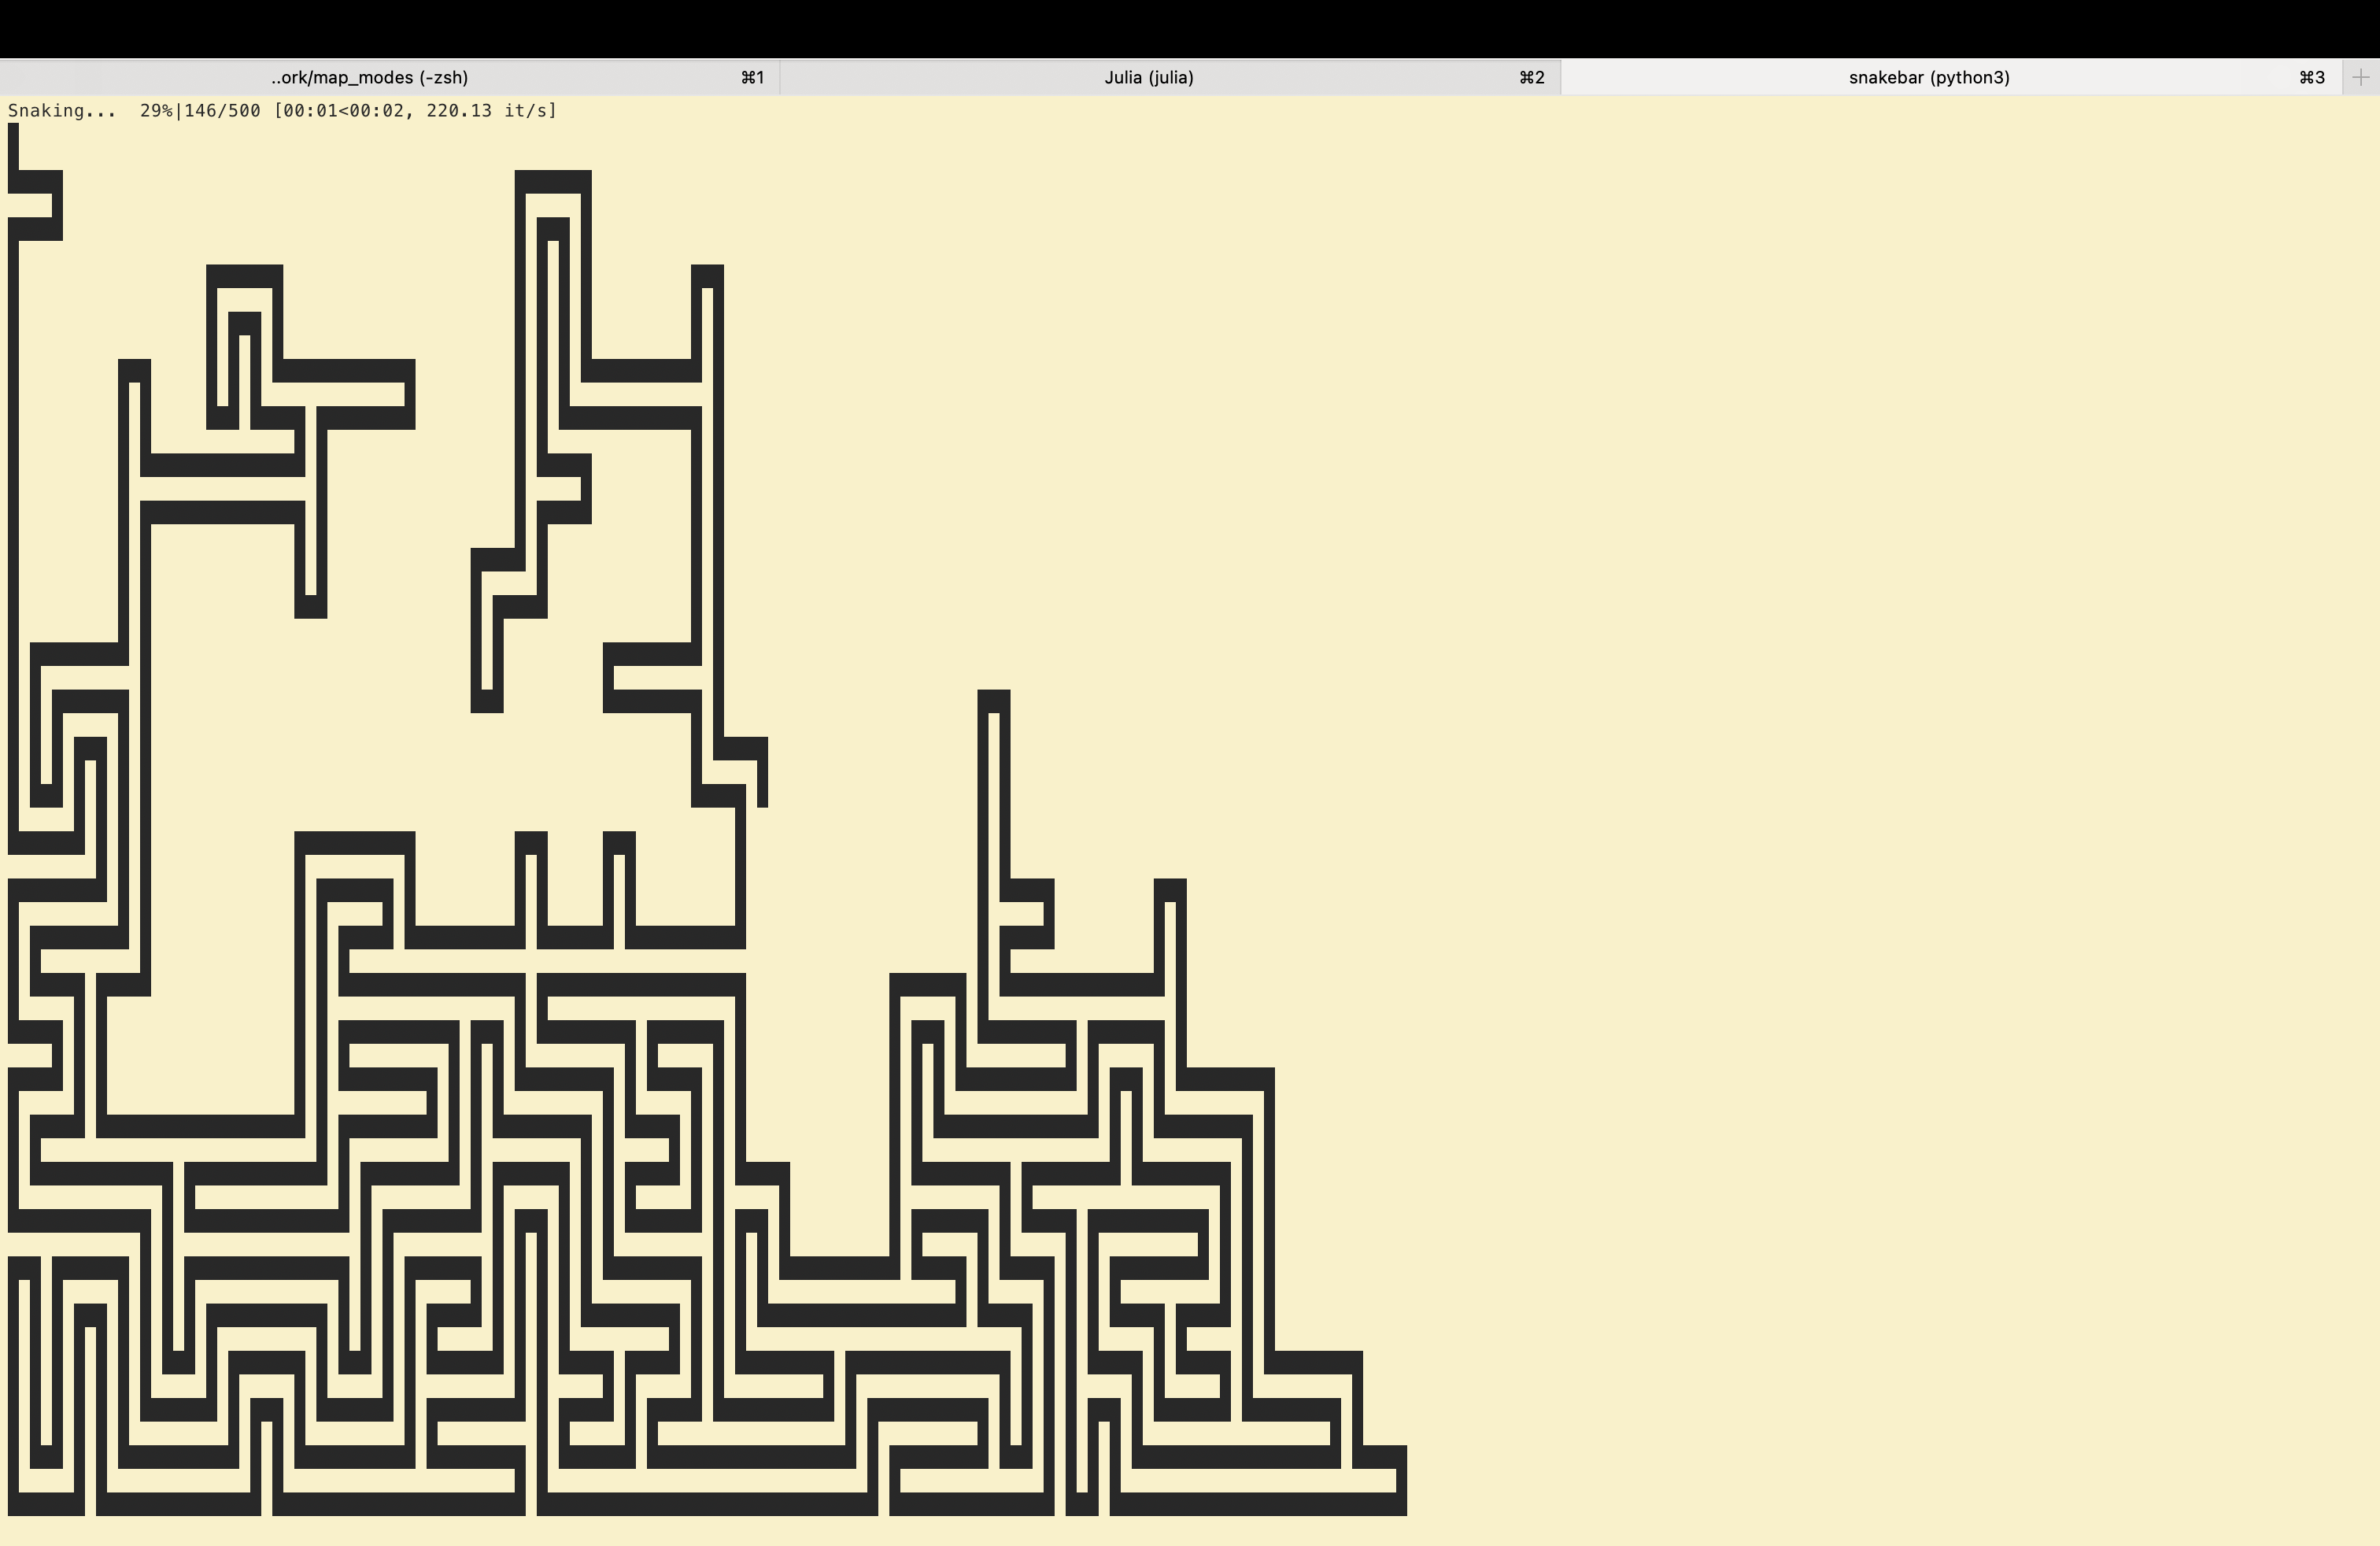 ..ork/map_modes (-zsh) ⌘1 Julia (julia) ⌘2 snakebar (python3) ⌘3 +
Snaking... 29%|146/500 [00:01<00:02, 220.13 it/s]